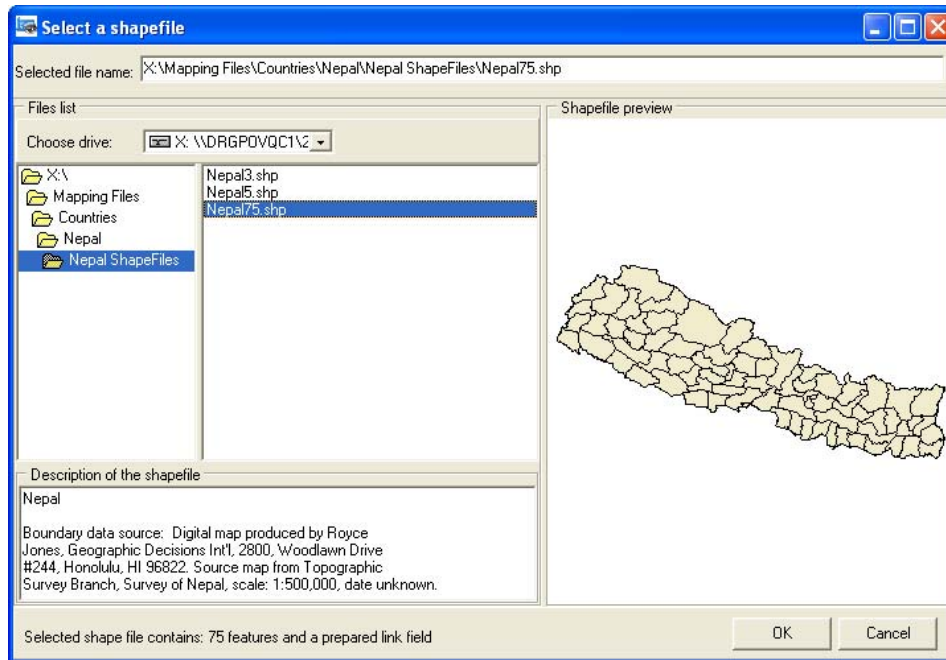 Select a shapefile
Selected file name: X:\Mapping Files\Countries\Nepal\Nepal ShapeFiles\Nepal75.shp
Files list
Shapefile preview
Choose drive: X: \\DRGP0VQC1\2
X:\
Mapping Files
Countries
Nepal
Nepal ShapeFiles
Nepal3.shp
Nepal5.shp
Nepal75.shp
Description of the shapefile
Nepal
Boundary data source:  Digital map produced by Royce
Jones, Geographic Decisions Int'l, 2800, Woodlawn Drive
#244, Honolulu, HI 96822. Source map from Topographic
Survey Branch, Survey of Nepal, scale: 1:500,000, date unknown.
Selected shape file contains: 75 features and a prepared link field
OK
Cancel